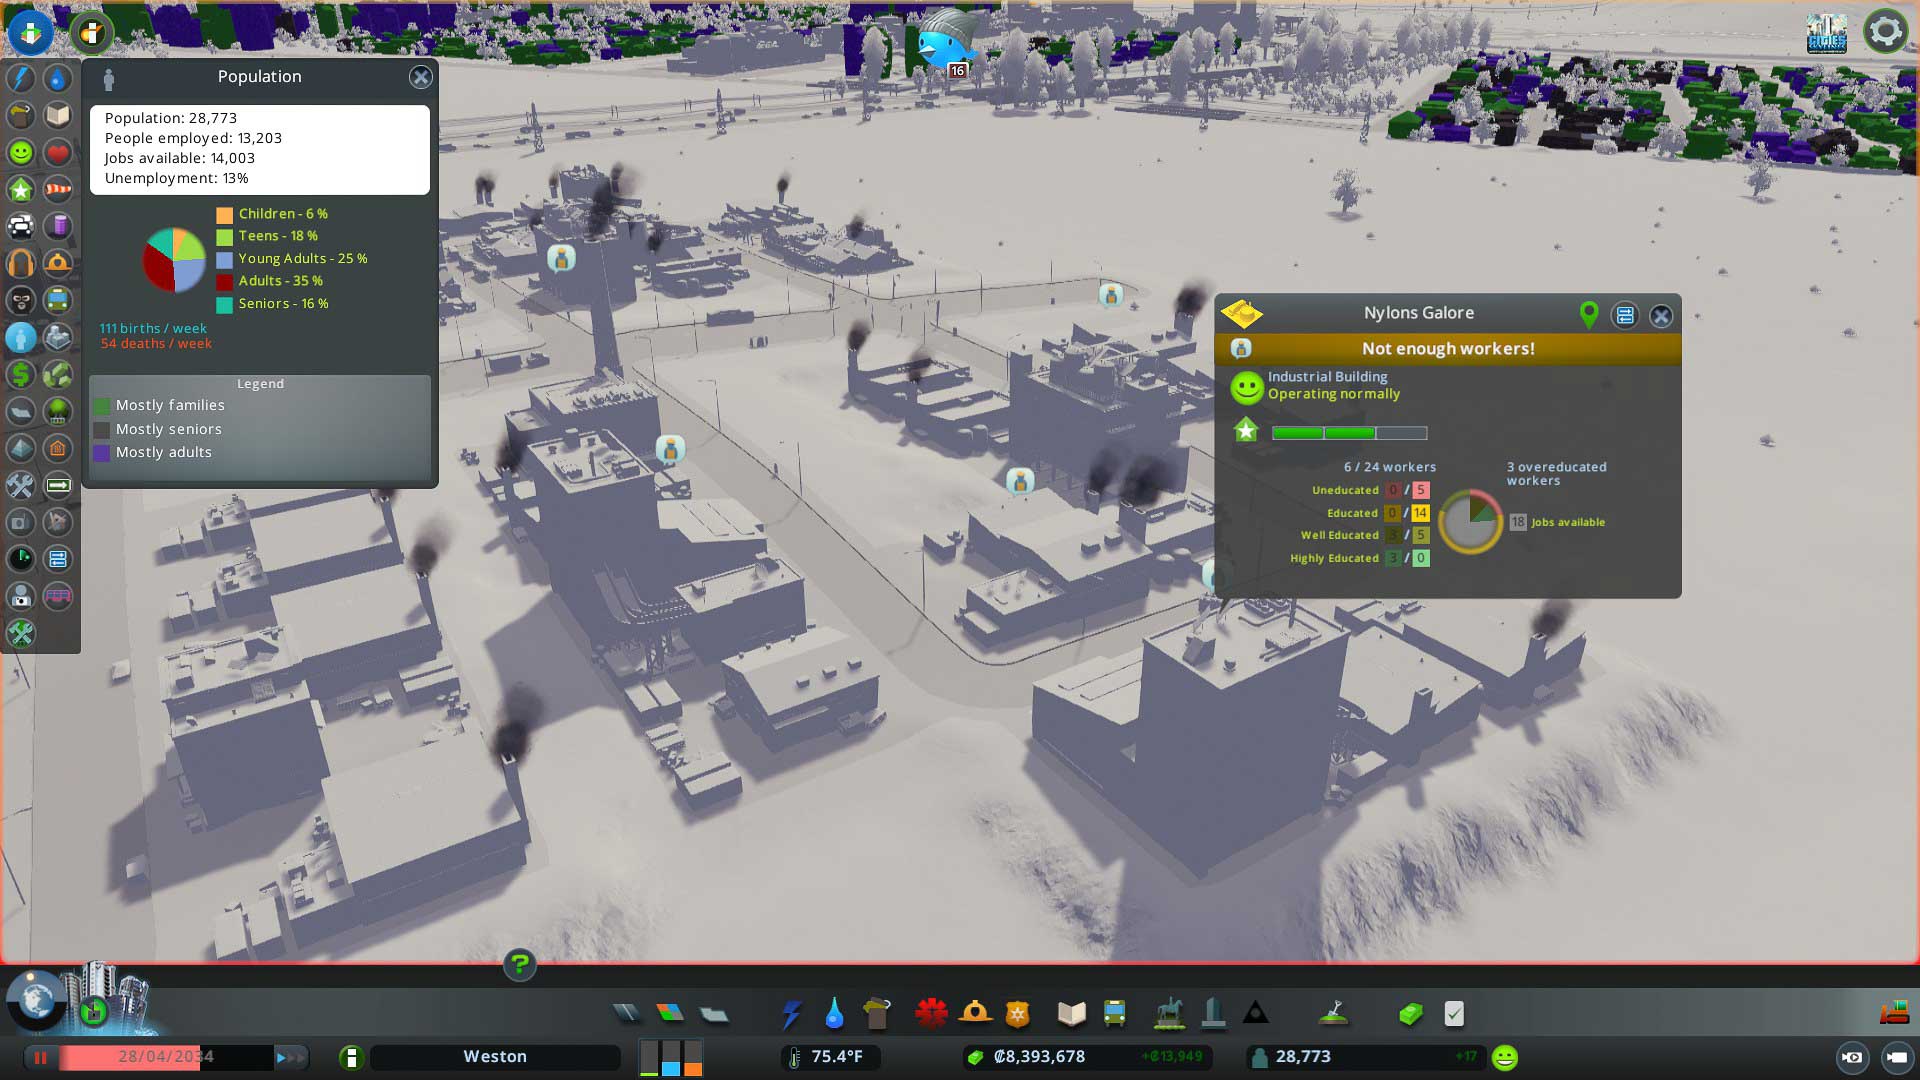 16
CITIES
Population
Population: 28,773
People employed: 13,203
Jobs available: 14,003
Unemployment: 13%
Children - 6 %
Teens - 18 %
Young Adults - 25 %
Adults - 35 %
Seniors - 16 %
111 births / week
54 deaths / week
Legend
Mostly families
Mostly seniors
Mostly adults
Nylons Galore
Not enough workers!
Industrial Building
Operating normally
6 / 24 workers
3 overeducated
workers
Uneducated 0 / 5
Educated 0 / 14
Well Educated 3 / 5
Highly Educated 3 / 0
18 Jobs available
28/04/2034
Weston
75.4°F
₡8,393,678
+₡13,949
28,773
+17